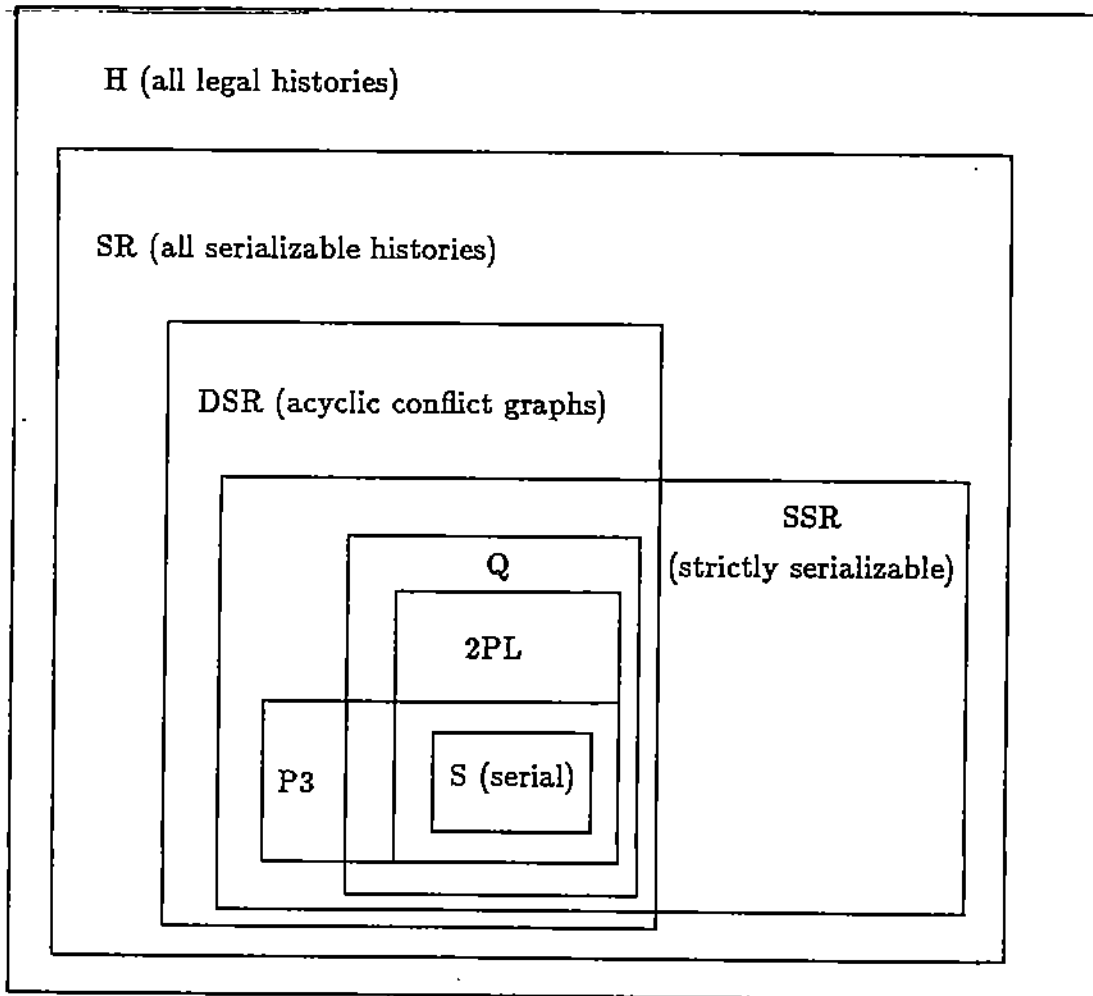 H (all legal histories)
SR (all serializable histories)
DSR (acyclic conflict graphs)
SSR
(strictly serializable)
Q
2PL
S (serial)
P3